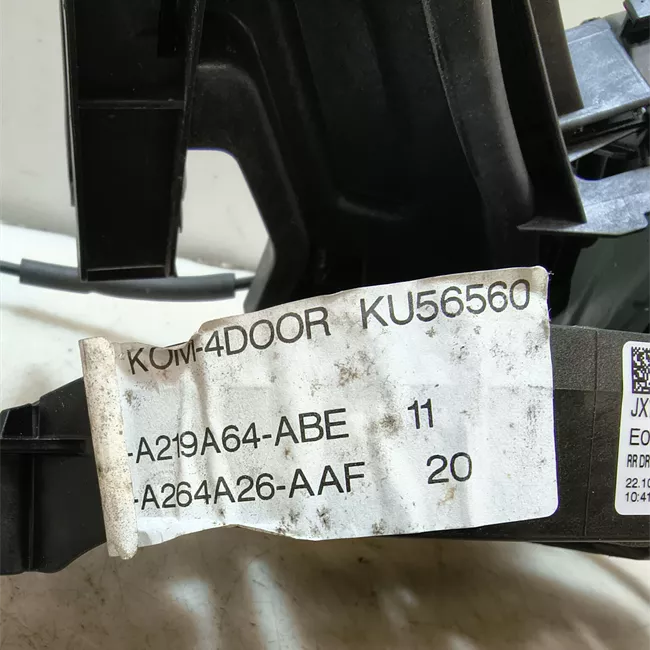 KOM-4DOOR KU56560
-A219A64-ABE 11
-A264A26-AAF 20
JX
E0
RR DR
22.10
10:41